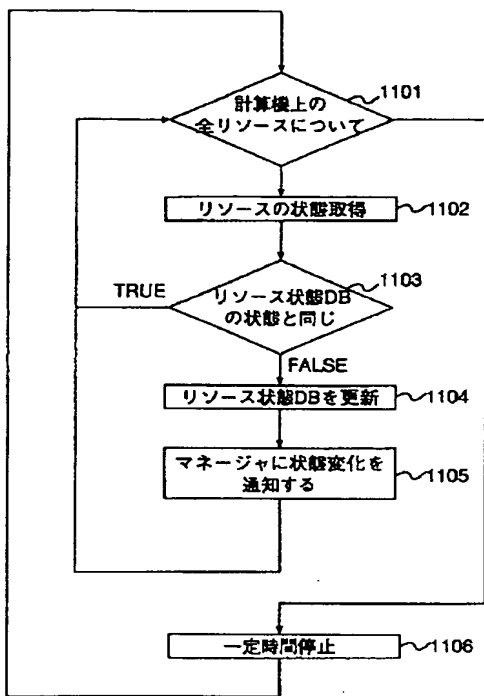 計算機上の
全リソースについて
1101
リソースの状態取得
1102
リソース状態DB
の状態と同じ
1103
TRUE
FALSE
リソース状態DBを更新
1104
マネージャに状態変化を
通知する
1105
一定時間停止
1106